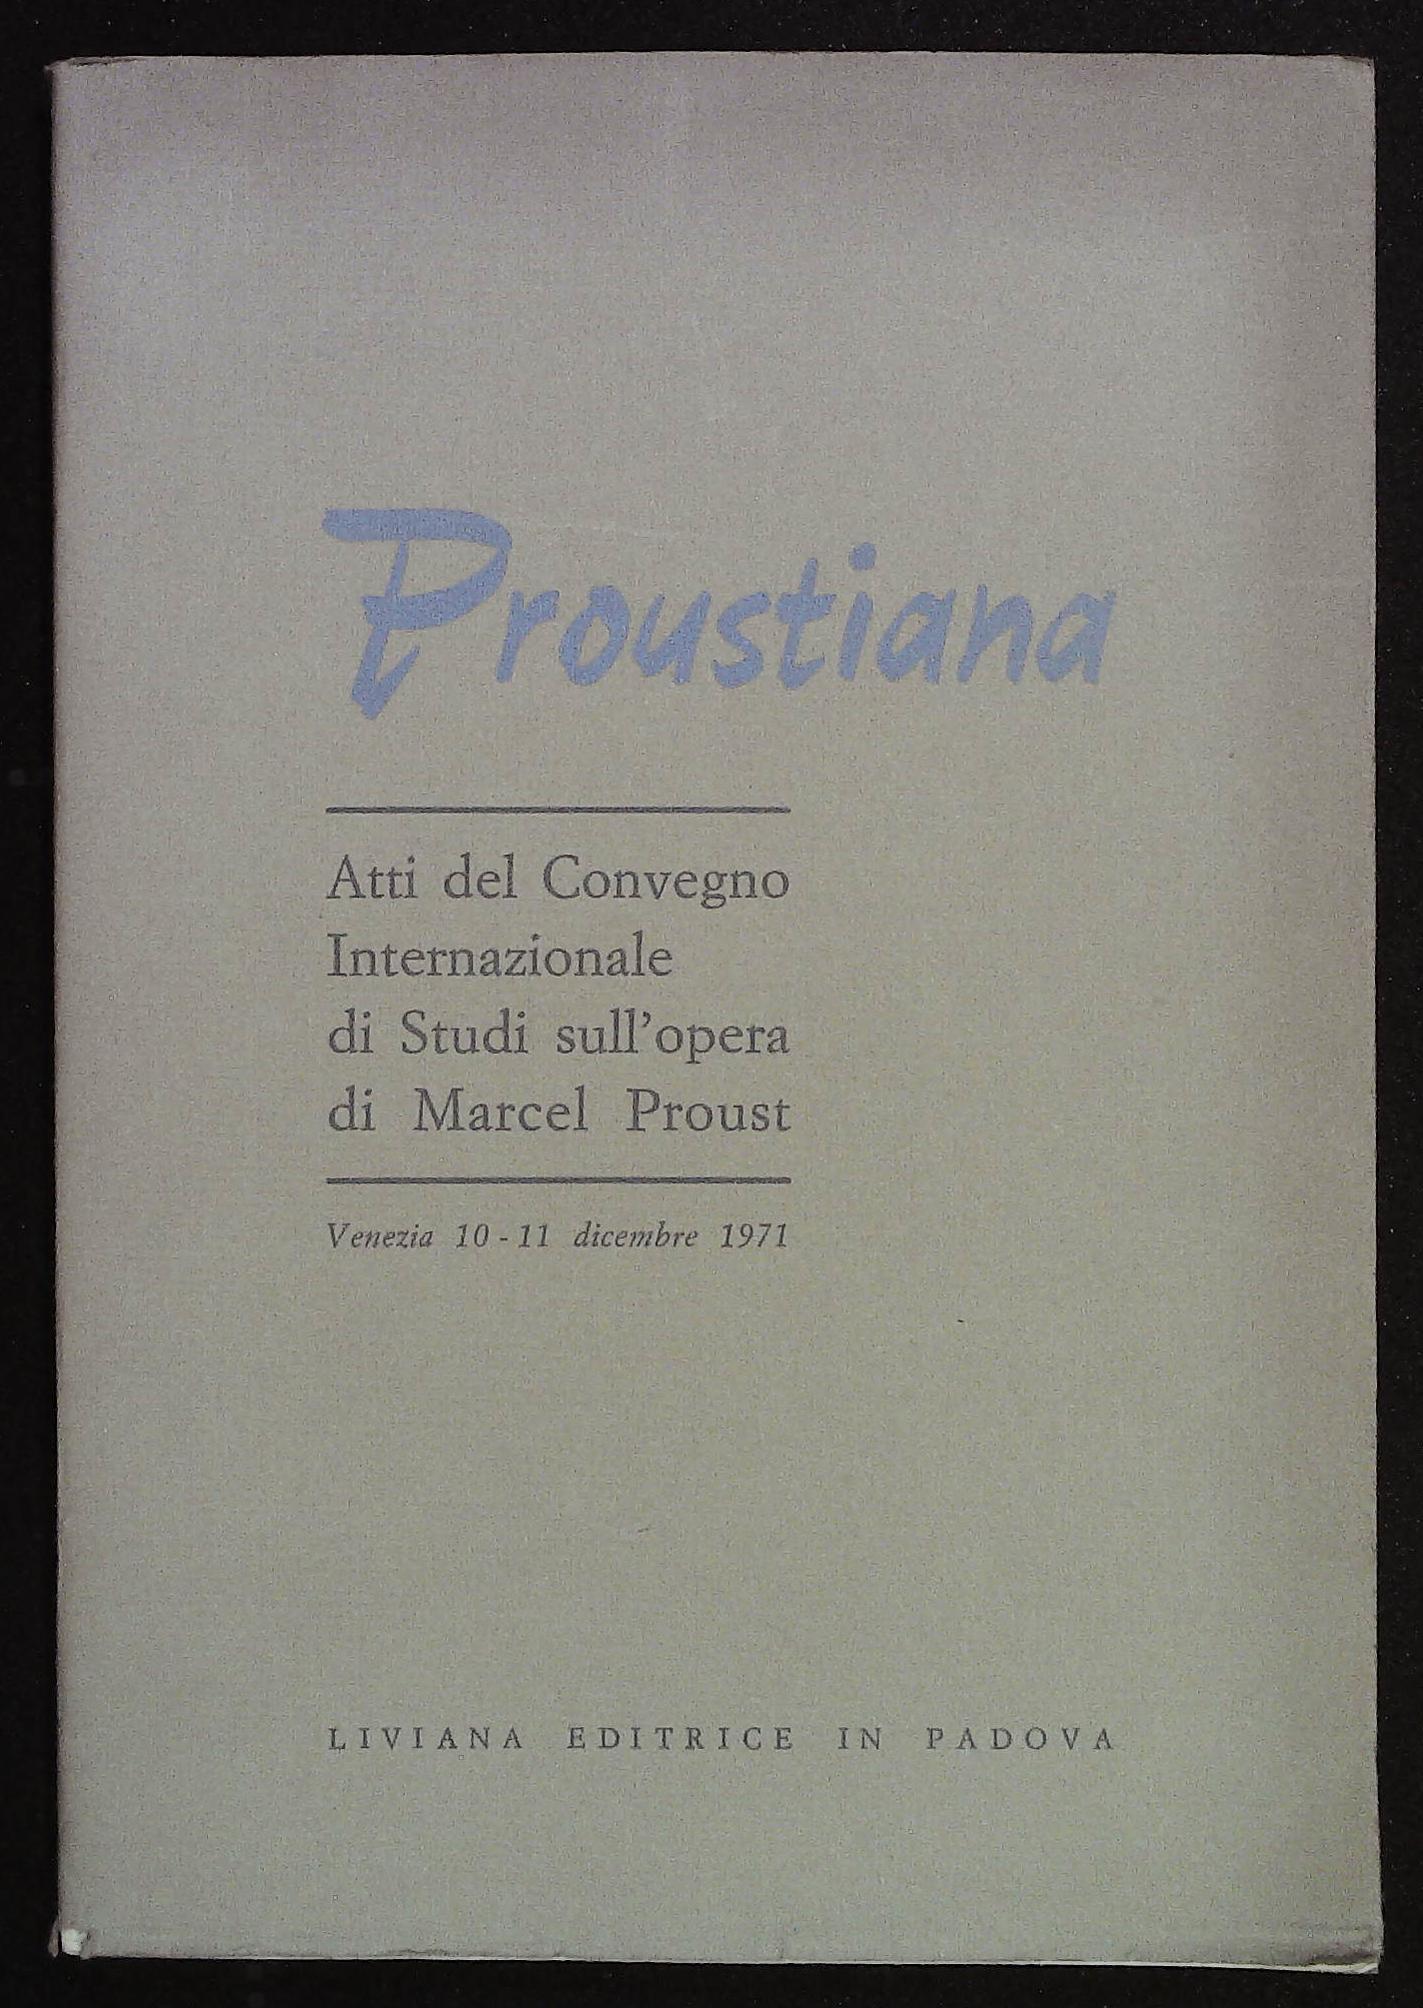 Proustiana
Atti del Convegno
Internazionale
di Studi sull'opera
di Marcel Proust
Venezia 10 - 11 dicembre 1971
LIVIANA EDITRICE IN PADOVA